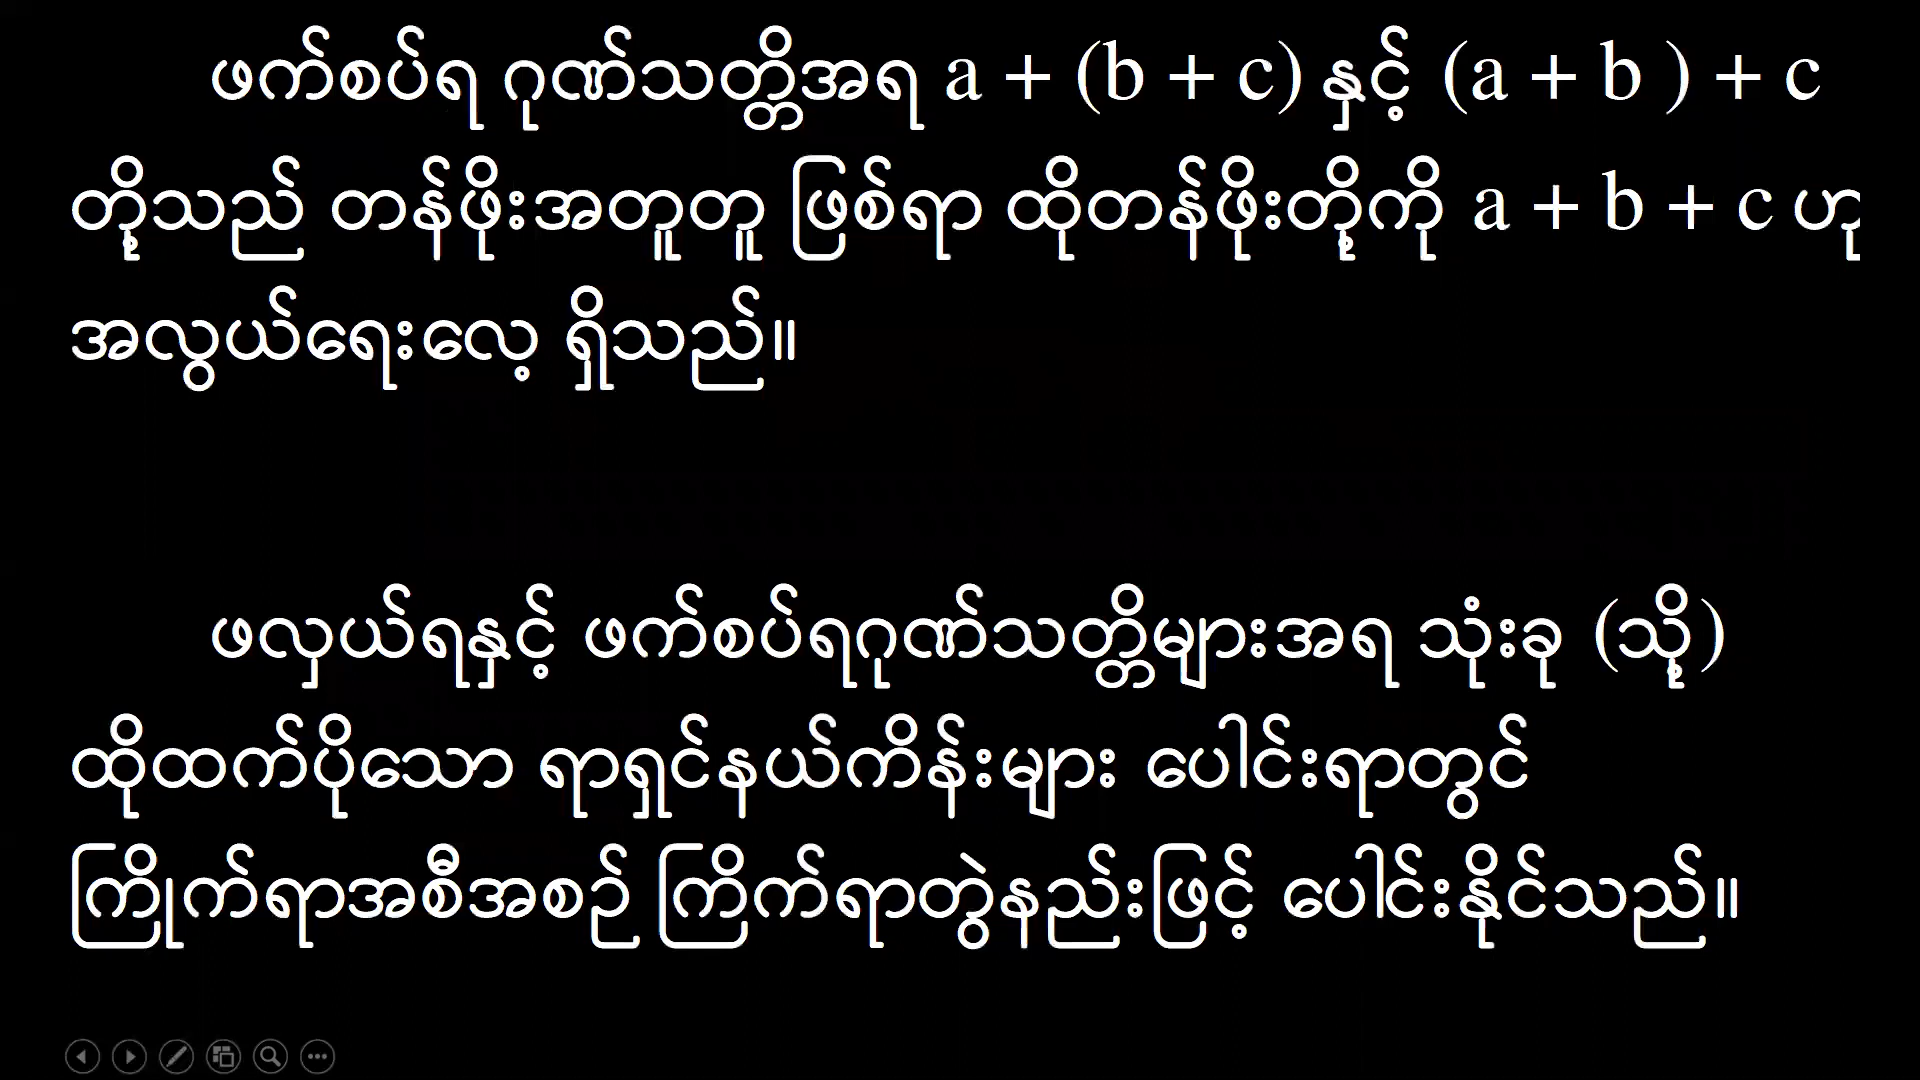 ဖက်စပ်ရ ဂုဏ်သတ္တိအရ a + (b + c) နှင့် (a + b ) + c
တို့သည် တန်ဖိုးအတူတူ ဖြစ်ရာ ထိုတန်ဖိုးတို့ကို a + b + c ဟု
အလွယ်ရေးလေ့ ရှိသည်။
ဖလှယ်ရနှင့် ဖက်စပ်ရဂုဏ်သတ္တိများအရ သုံးခု (သို့)
ထိုထက်ပိုသော ရာရှင်နယ်ကိန်းများ ပေါင်းရာတွင်
ကြိုက်ရာအစီအစဉ် ကြိက်ရာတွဲနည်းဖြင့် ပေါင်းနိုင်သည်။